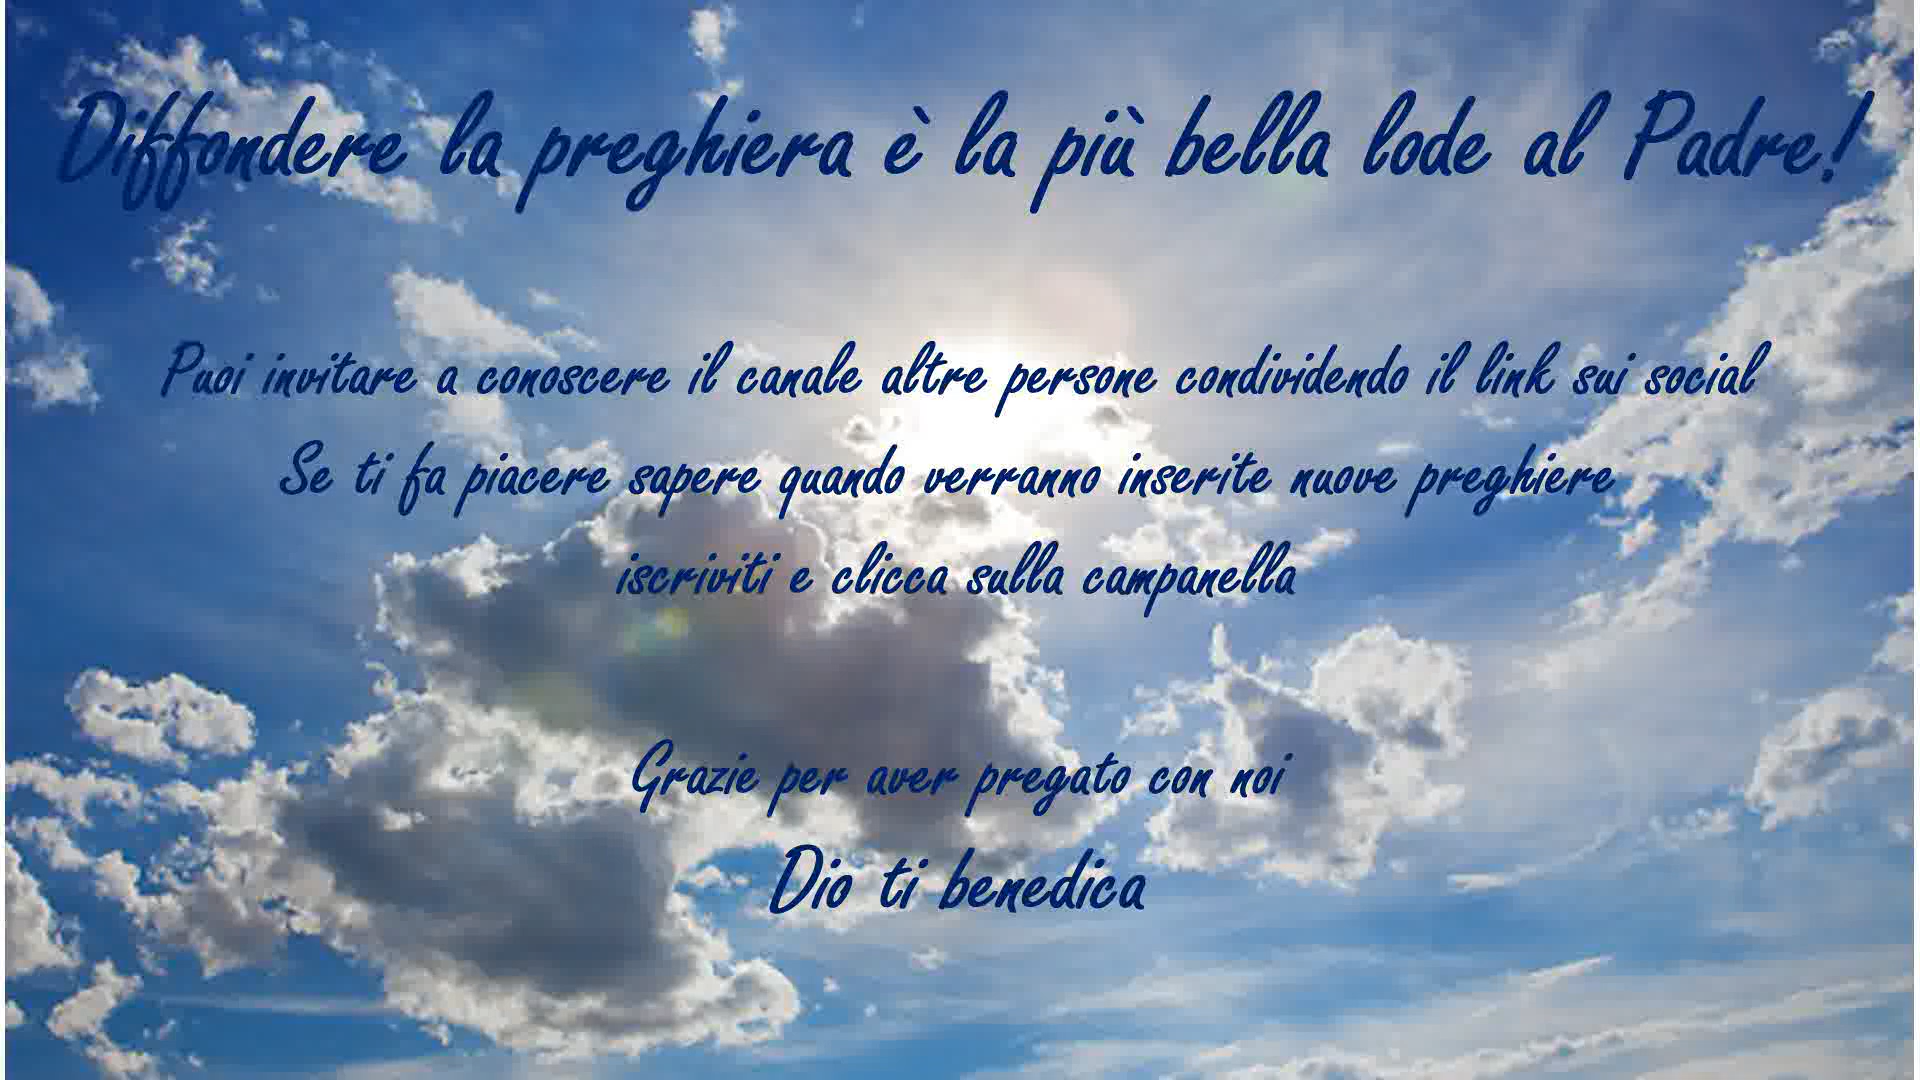 Diffondere la preghiera è la più bella lode al Padre!
Puoi invitare a conoscere il canale altre persone condividendo il link sui social
Se ti fa piacere sapere quando verranno inserite nuove preghiere
iscriviti e clicca sulla campanella
Grazie per aver pregato con noi
Dio ti benedica